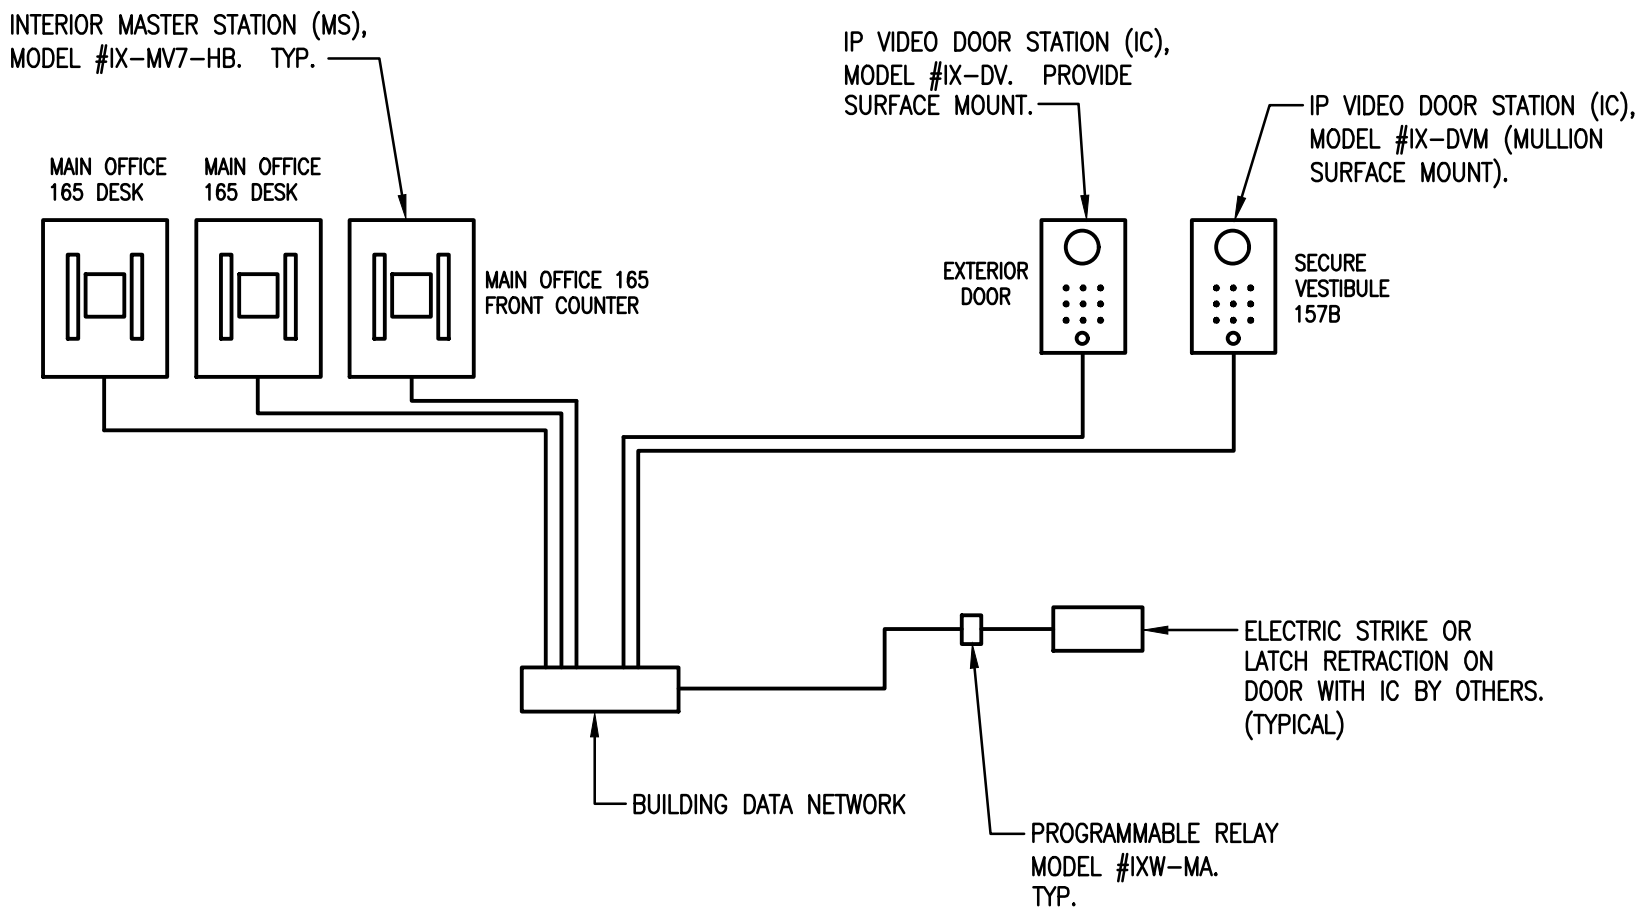 INTERIOR MASTER STATION (MS),
MODEL #IX-MV7-HB. TYP.
IP VIDEO DOOR STATION (IC),
MODEL #IX-DV. PROVIDE
SURFACE MOUNT.
IP VIDEO DOOR STATION (IC),
MODEL #IX-DVM (MULLION
SURFACE MOUNT).
MAIN OFFICE
165 DESK
MAIN OFFICE
165 DESK
MAIN OFFICE 165
FRONT COUNTER
EXTERIOR
DOOR
SECURE
VESTIBULE
157B
ELECTRIC STRIKE OR
LATCH RETRACTION ON
DOOR WITH IC BY OTHERS.
(TYPICAL)
BUILDING DATA NETWORK
PROGRAMMABLE RELAY
MODEL #IXW-MA.
TYP.